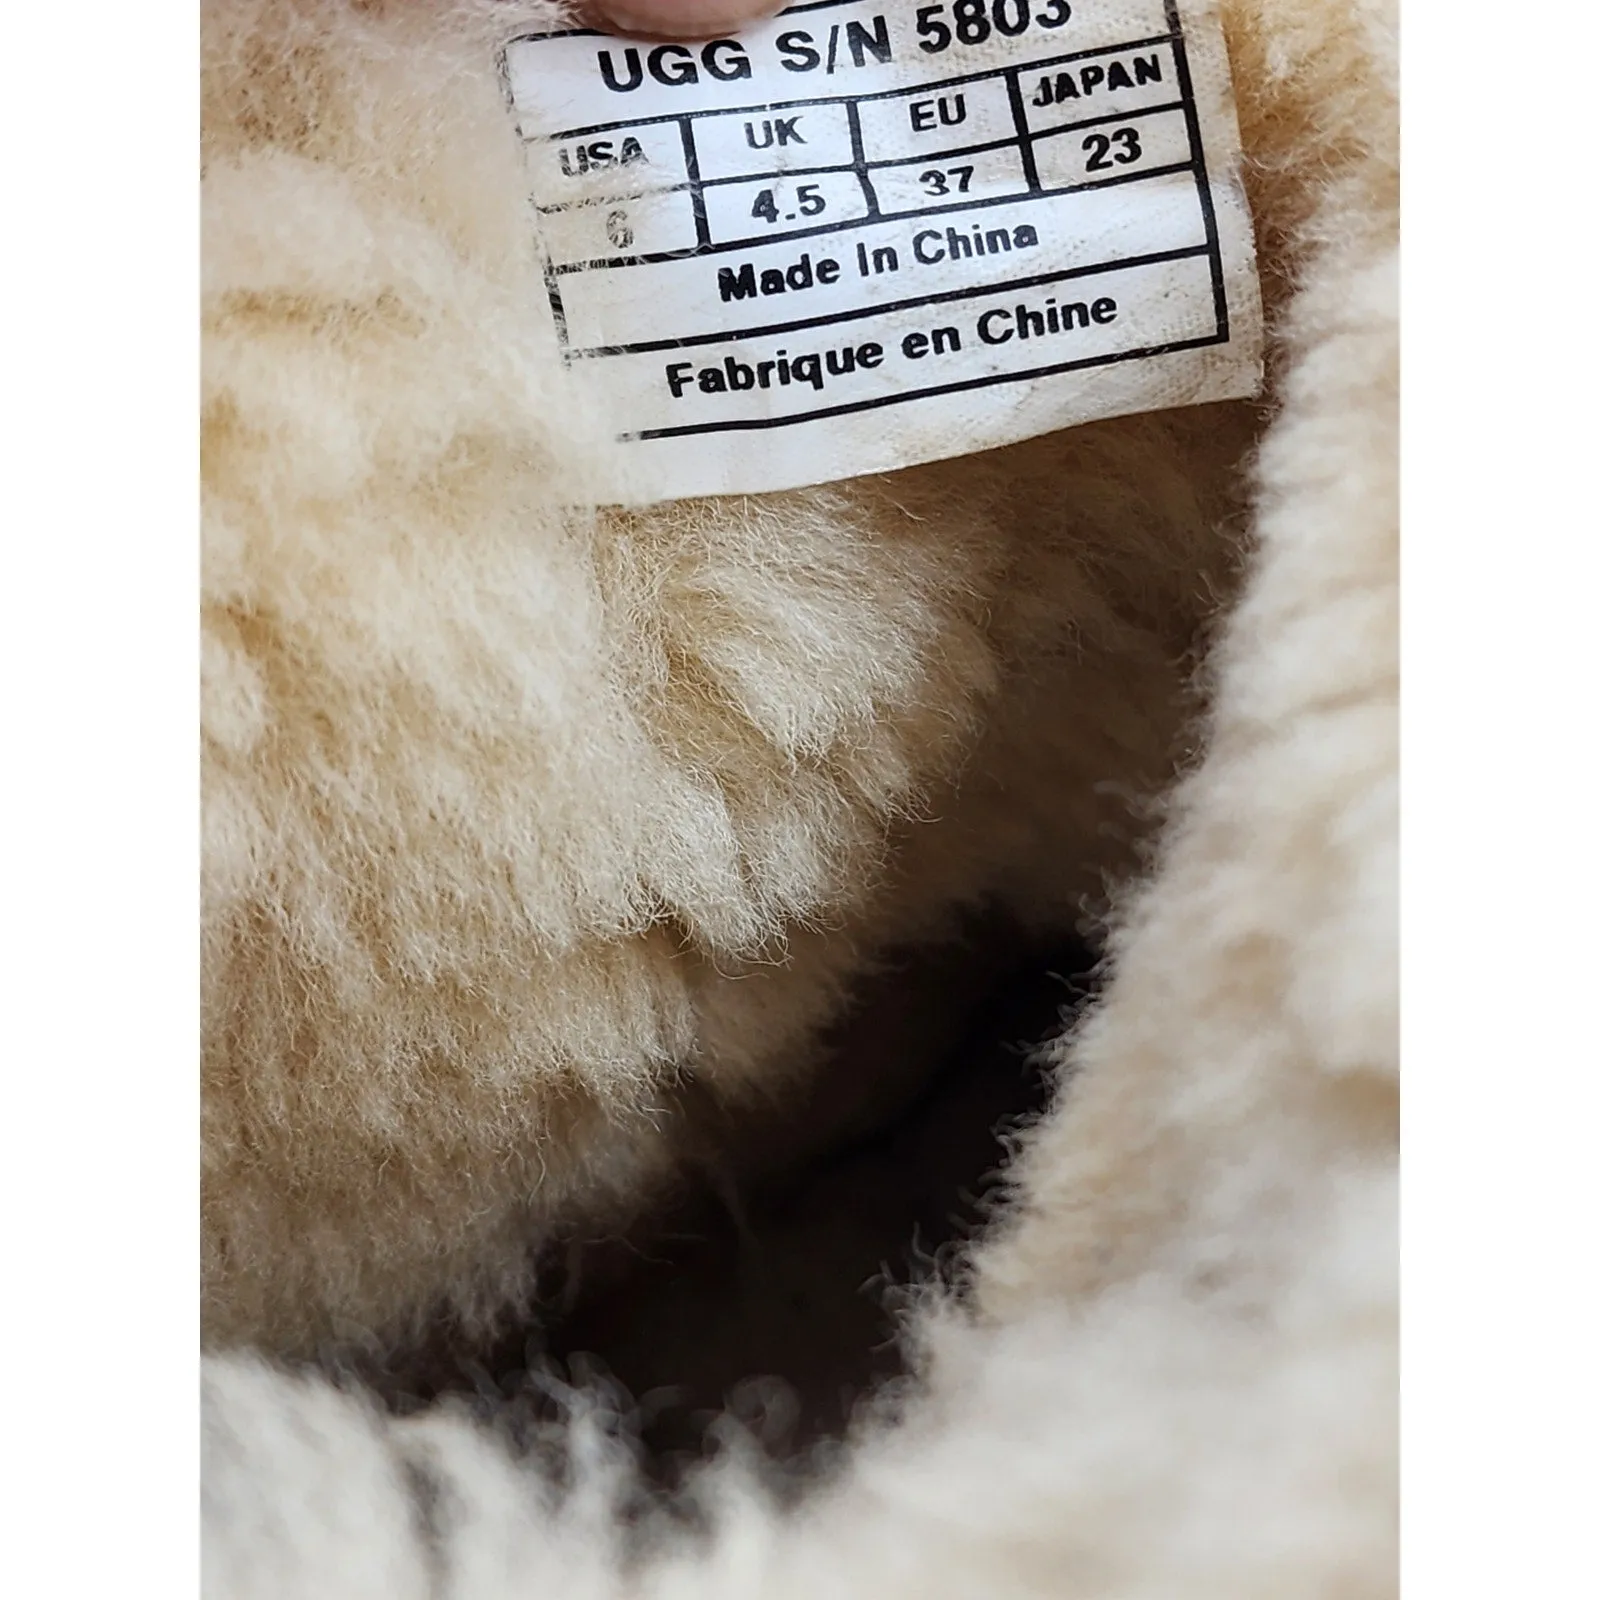 UGG S/N 5803
USA UK EU JAPAN
6 4.5 37 23
Made In China
Fabrique en Chine